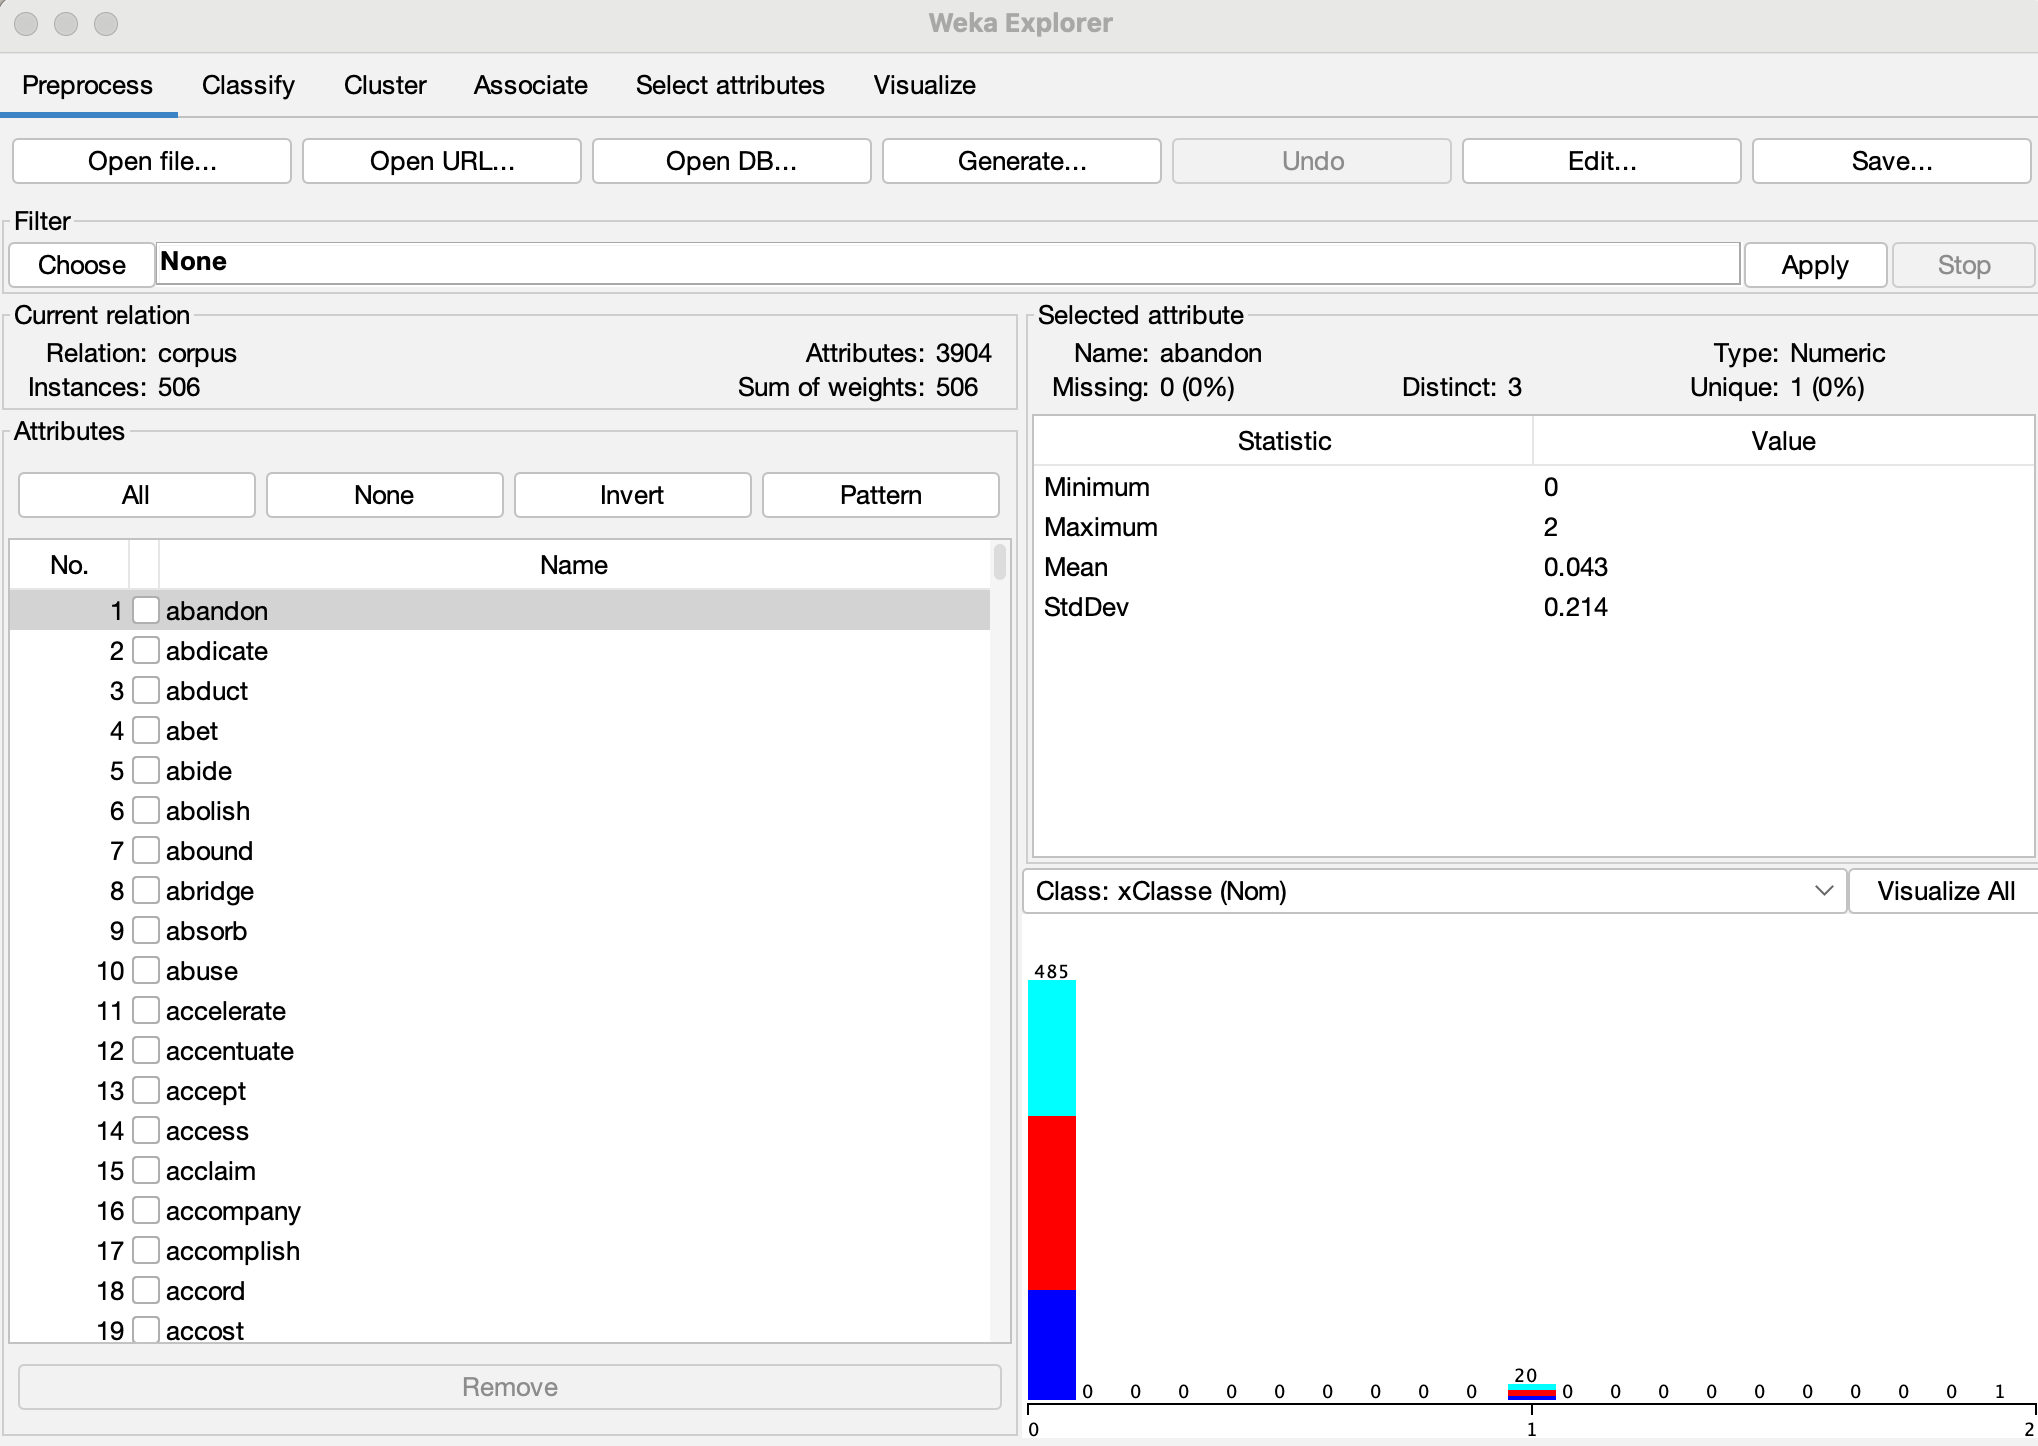 Weka Explorer
Preprocess Classify Cluster Associate Select attributes Visualize
Open file... Open URL... Open DB... Generate... Undo Edit... Save...
Filter
Choose None Apply Stop
Current relation
Relation: corpus Attributes: 3904
Instances: 506 Sum of weights: 506
Attributes
All None Invert Pattern
No. Name
1 abandon
2 abdicate
3 abduct
4 abet
5 abide
6 abolish
7 abound
8 abridge
9 absorb
10 abuse
11 accelerate
12 accentuate
13 accept
14 access
15 acclaim
16 accompany
17 accomplish
18 accord
19 accost
Remove
Selected attribute
Name: abandon Type: Numeric
Missing: 0 (0%) Distinct: 3 Unique: 1 (0%)
Statistic Value
Minimum 0
Maximum 2
Mean 0.043
StdDev 0.214
Class: xClasse (Nom) Visualize All
485
20
0 0 0 0 0 0 0 0 0 0 0 0 0 0 0 0 0 0 1
0 1 2